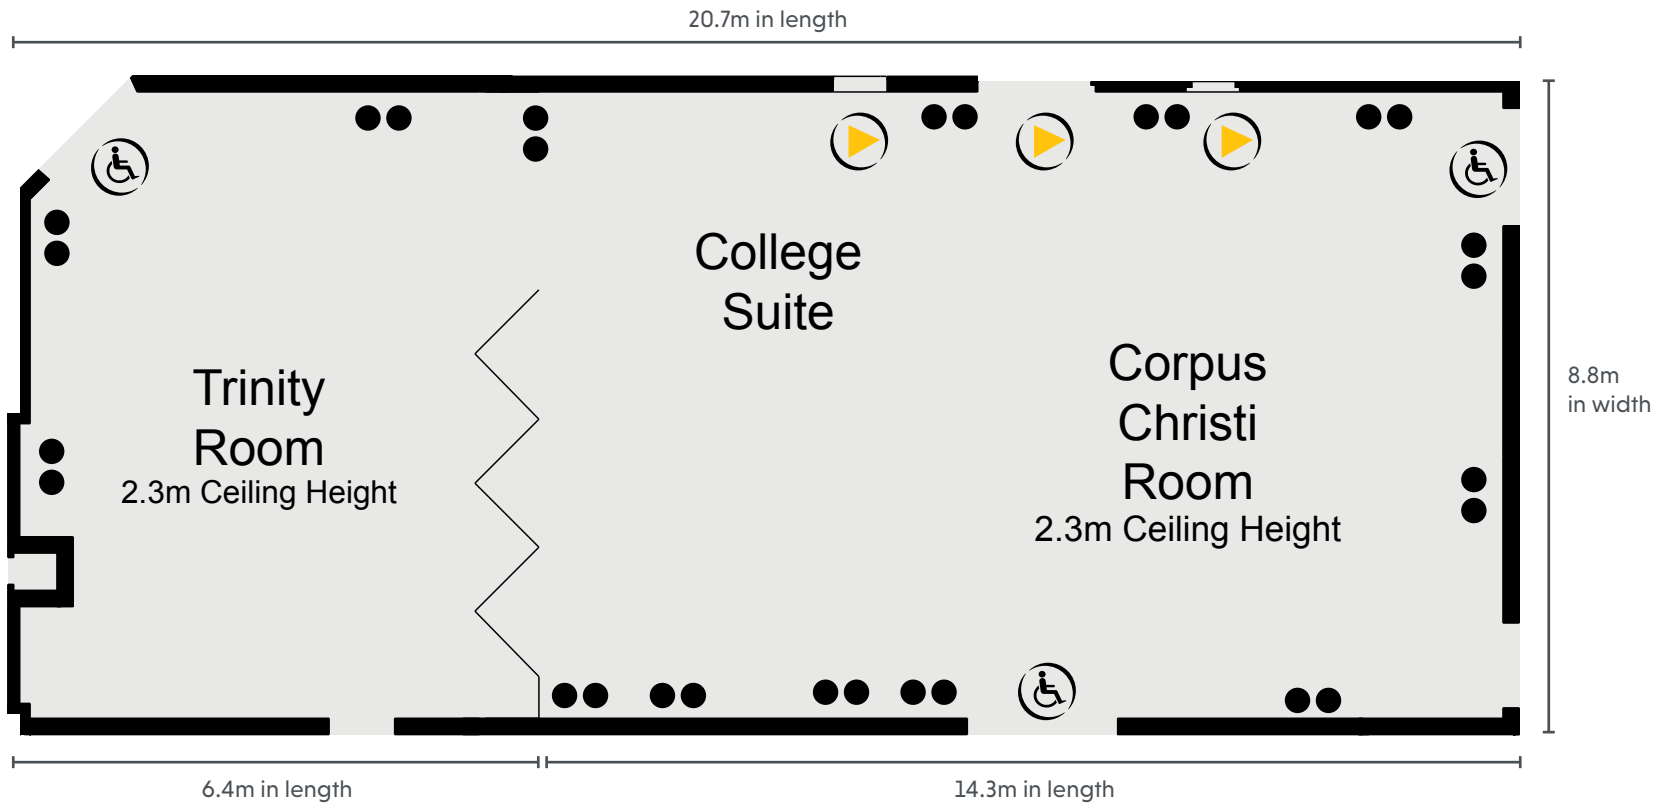 20.7m in length
College
Suite
Trinity
Room
2.3m Ceiling Height
Corpus
Christi
Room
2.3m Ceiling Height
8.8m
in width
6.4m in length
14.3m in length